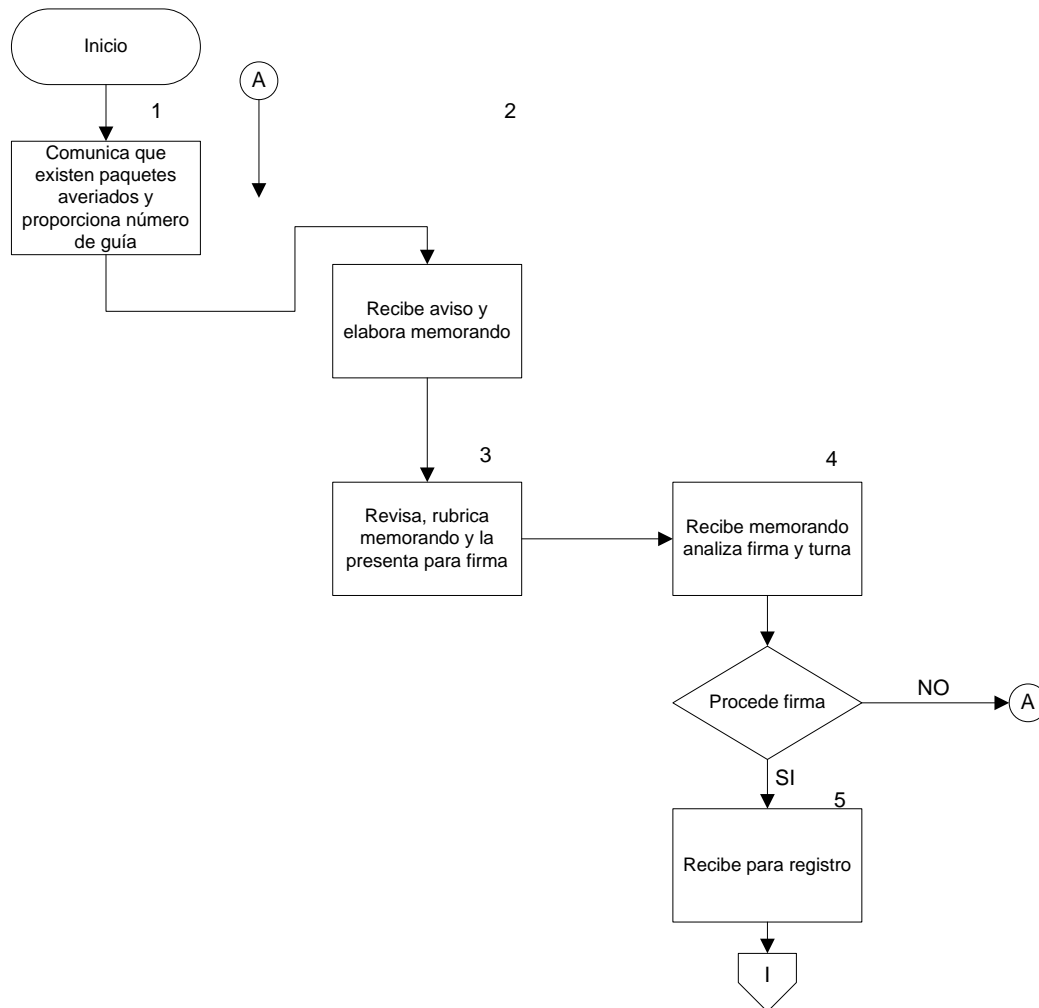 Inicio
A
1
2
Comunica que
existen paquetes
averiados y
proporciona número
de guía
Recibe aviso y
elabora memorando
3
4
Revisa, rubrica
memorando y la
presenta para firma
Recibe memorando
analiza firma y turna
Procede firma
NO
A
SI
5
Recibe para registro
I